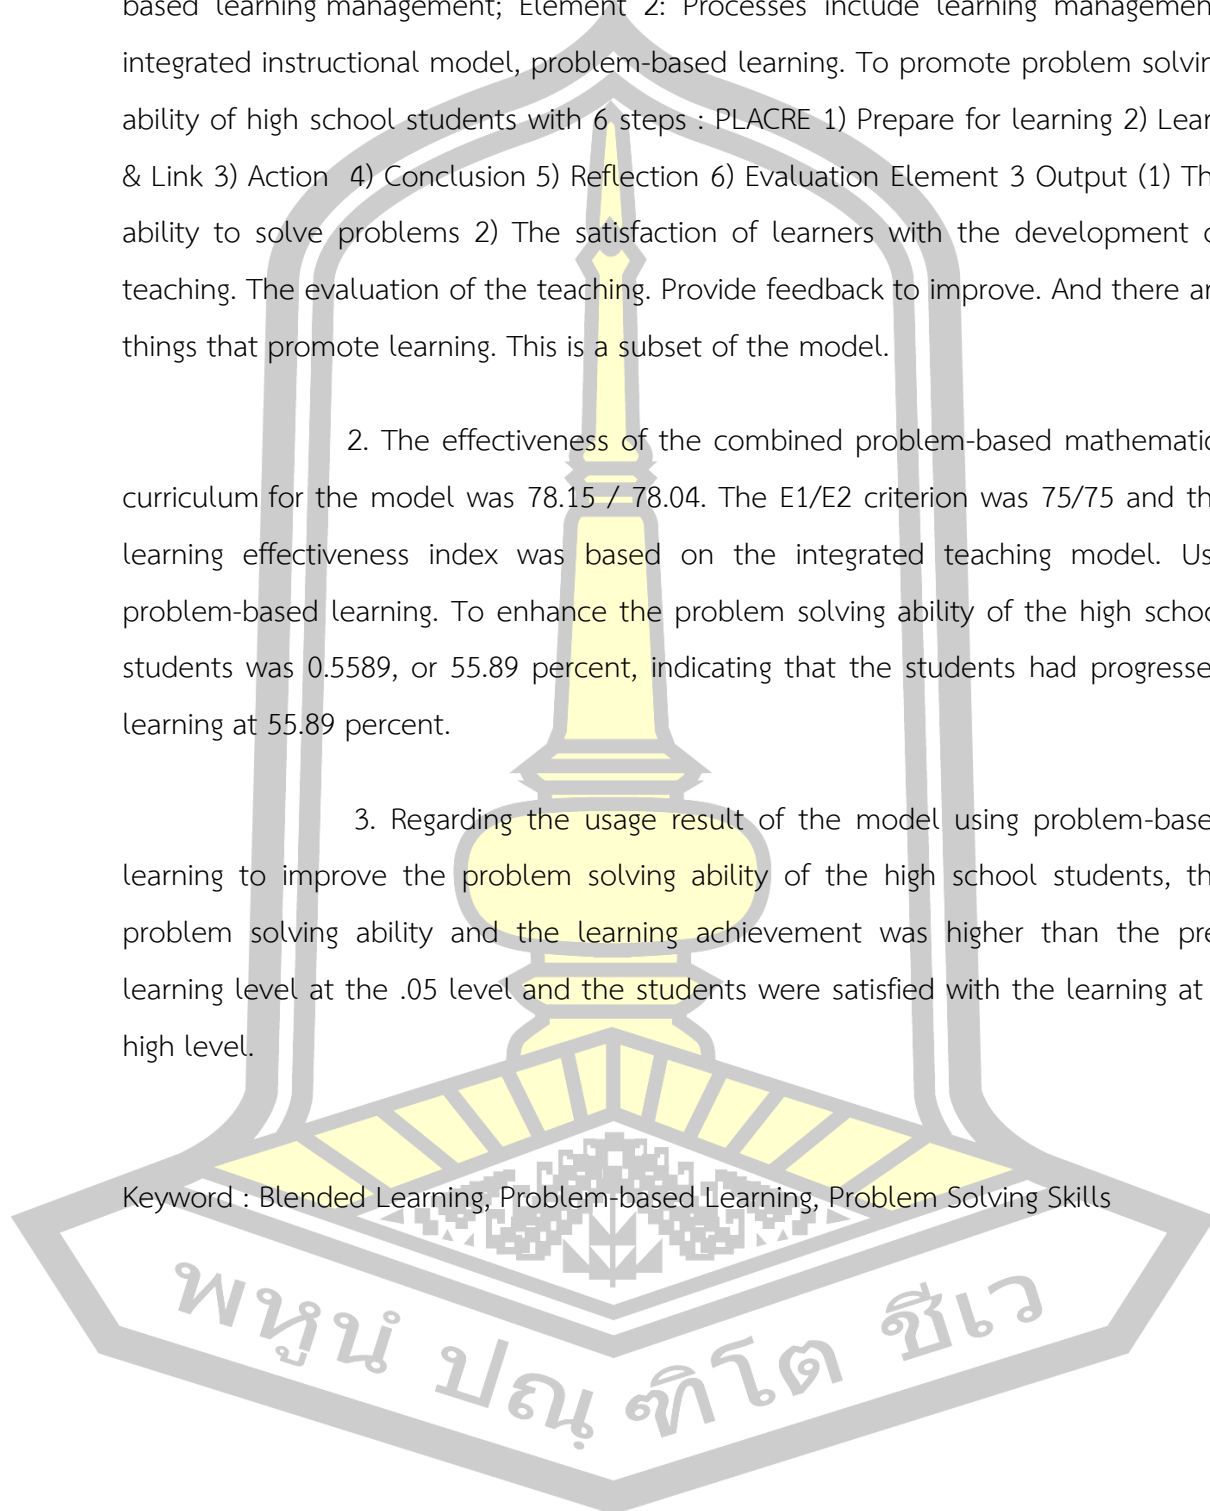 based learning management; Element 2: Processes include learning managemen
integrated instructional model, problem-based learning. To promote problem solvin
ability of high school students with 6 steps : PLACRE 1) Prepare for learning 2) Lear
& Link 3) Action 4) Conclusion 5) Reflection 6) Evaluation Element 3 Output (1) Th
ability to solve problems 2) The satisfaction of learners with the development o
teaching. The evaluation of the teaching. Provide feedback to improve. And there ar
things that promote learning. This is a subset of the model.
2. The effectiveness of the combined problem-based mathematic
curriculum for the model was 78.15 / 78.04. The E1/E2 criterion was 75/75 and th
learning effectiveness index was based on the integrated teaching model. Us
problem-based learning. To enhance the problem solving ability of the high schoo
students was 0.5589, or 55.89 percent, indicating that the students had progresse
learning at 55.89 percent.
3. Regarding the usage result of the model using problem-base
learning to improve the problem solving ability of the high school students, th
problem solving ability and the learning achievement was higher than the pre
learning level at the .05 level and the students were satisfied with the learning at
high level.
Keyword : Blended Learning, Problem-based Learning, Problem Solving Skills
พหูนํ ปณฺฑิโต ชีเว